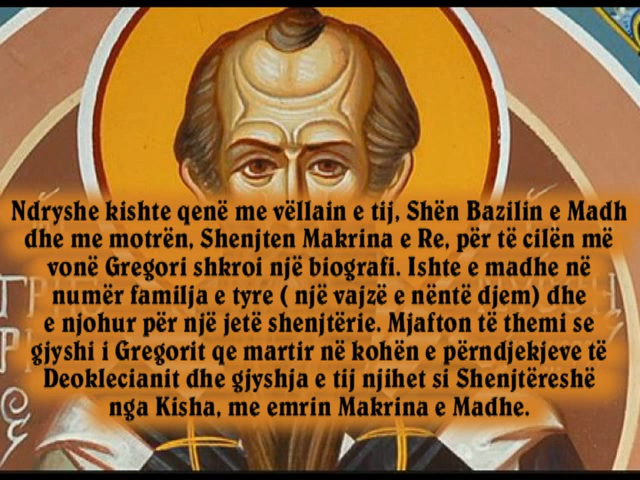 Ndryshe kishte qenë me vëllain e tij, Shën Bazilin e Madh
dhe me motrën, Shenjten Makrina e Re, për të cilën më
vonë Gregori shkroi një biografi. Ishte e madhe në
numër familja e tyre ( një vajzë e nëntë djem) dhe
e njohur për një jetë shenjtërie. Mjafton të themi se
gjyshi i Gregorit qe martir në kohën e përndjekjeve të
Deoklecianit dhe gjyshja e tij njihet si Shenjtëreshë
nga Kisha, me emrin Makrina e Madhe.